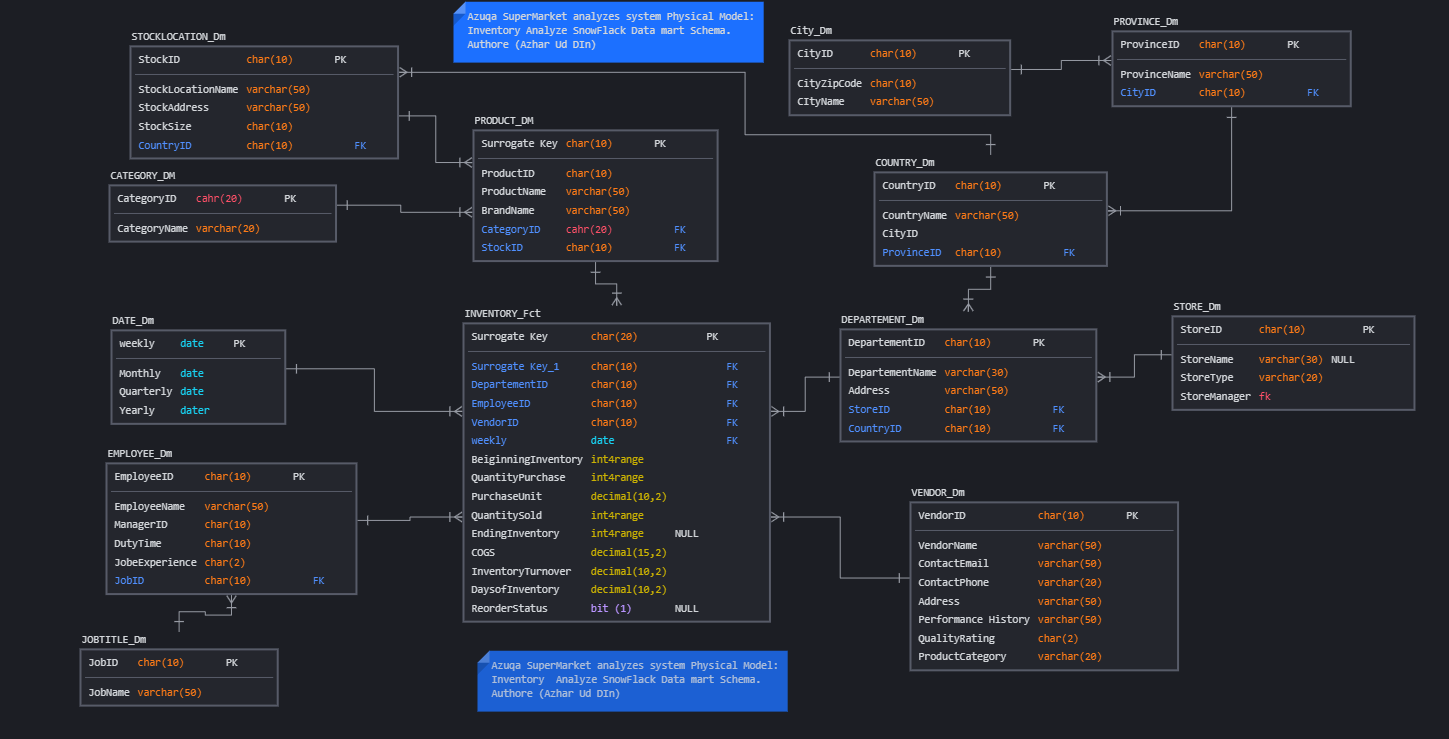 Azuqa SuperMarket analyzes system Physical Model:
Inventory Analyze SnowFlack Data mart Schema.
Authore (Azhar Ud DIn)
STOCKLOCATION_Dm
StockID char(10) PK
StockLocationName varchar(50)
StockAddress varchar(50)
StockSize char(10)
CountryID char(10) FK
City_Dm
CityID char(10) PK
CItyZipCode char(10)
CItyName varchar(50)
PROVINCE_Dm
ProvinceID char(10) PK
ProvinceName varchar(50)
CityID char(10) FK
PRODUCT_DM
Surrogate Key char(10) PK
ProductID char(10)
ProductName varchar(50)
BrandName varchar(50)
CategoryID cahr(20) FK
StockID char(10) FK
CATEGORY_DM
CategoryID cahr(20) PK
CategoryName varchar(20)
COUNTRY_Dm
CountryID char(10) PK
CountryName varchar(50)
CityID
ProvinceID char(10) FK
DATE_Dm
weekly date PK
Monthly date
Quarterly date
Yearly dater
INVENTORY_Fct
Surrogate Key char(20) PK
Surrogate Key_1 char(10) FK
DepartementID char(10) FK
EmployeeID char(10) FK
VendorID char(10) FK
weekly date FK
BeiginningInventory int4range
QuantityPurchase int4range
PurchaseUnit decimal(10,2)
QuantitySold int4range
EndingInventory int4range NULL
COGS decimal(15,2)
InventoryTurnover decimal(10,2)
DaysofInventory decimal(10,2)
ReorderStatus bit (1) NULL
DEPARTEMENT_Dm
DepartementID char(10) PK
DepartementName varchar(30)
Address varchar(50)
StoreID char(10) FK
CountryID char(10) FK
STORE_Dm
StoreID char(10) PK
StoreName varchar(30) NULL
StoreType varchar(20)
StoreManager fk
EMPLOYEE_Dm
EmployeeID char(10) PK
EmployeeName varchar(50)
ManagerID char(10)
DutyTime char(10)
JobeExperience char(2)
JobID char(10) FK
VENDOR_Dm
VendorID char(10) PK
VendorName varchar(50)
ContactEmail varchar(50)
ContactPhone varchar(20)
Address varchar(50)
Performance History varchar(50)
QualityRating char(2)
ProductCategory varchar(20)
JOBTITLE_Dm
JobID char(10) PK
JobName varchar(50)
Azuqa SuperMarket analyzes system Physical Model:
Inventory Analyze SnowFlack Data mart Schema.
Authore (Azhar Ud DIn)